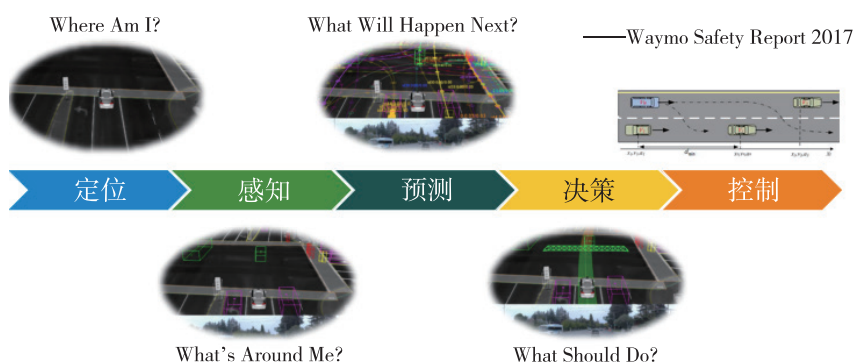 Where Am I?
What Will Happen Next?
——Waymo Safety Report 2017
定位
感知
预测
决策
控制
What's Around Me?
What Should Do?